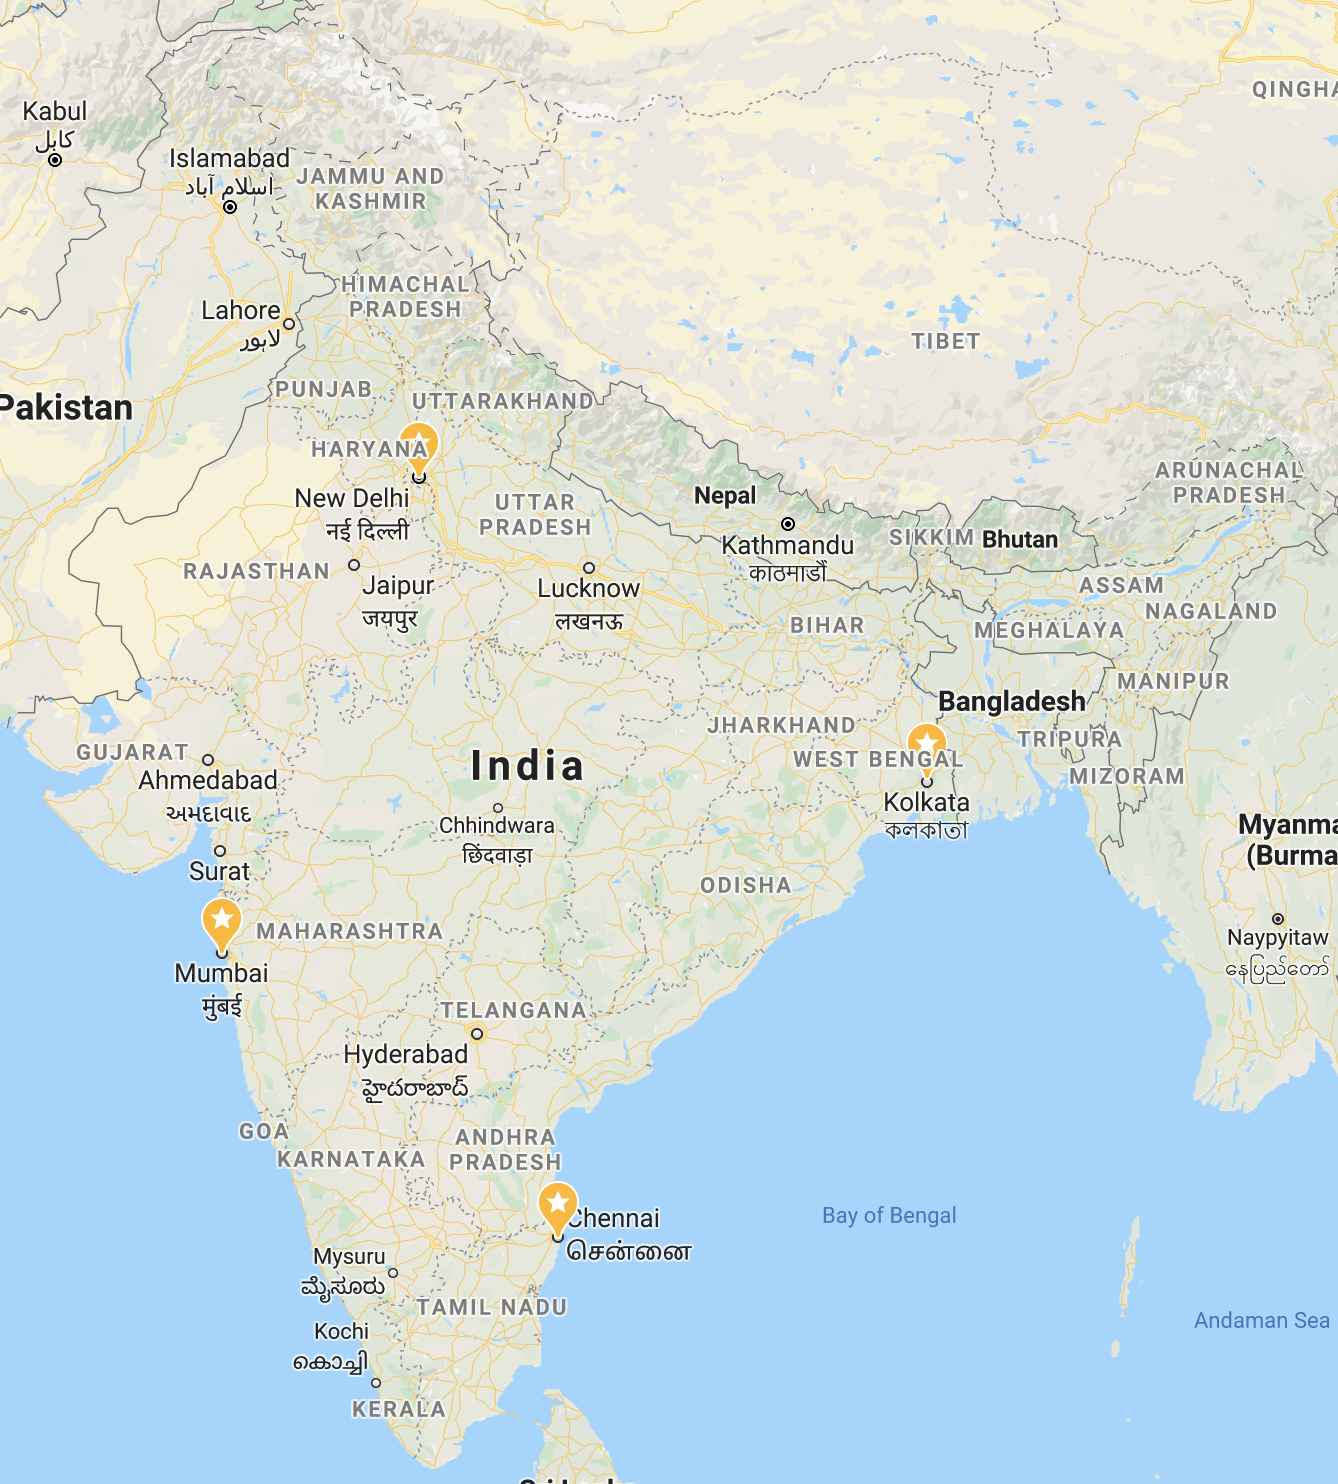 QINGHA
Kabul
کابل
Islamabad
اسلام آباد
JAMMU AND
KASHMIR
HIMACHAL
PRADESH
Lahore
لاہور
TIBET
PUNJAB
UTTARAKHAND
Pakistan
HARYANA
New Delhi
नई दिल्ली
UTTAR
PRADESH
Nepal
Kathmandu
काठमाडौं
SIKKIM
Bhutan
ARUNACHAL
PRADESH
RAJASTHAN
Jaipur
जयपुर
Lucknow
लखनऊ
ASSAM
NAGALAND
BIHAR
MEGHALAYA
MANIPUR
Bangladesh
JHARKHAND
TRIPURA
GUJARAT
Ahmedabad
અમદાવાદ
India
WEST BENGAL
MIZORAM
Kolkata
কলকাতা
Chhindwara
छिंदवाड़ा
Myanma
(Burma
Surat
ODISHA
MAHARASHTRA
Naypyitaw
နေပြည်တော်
Mumbai
मुंबई
TELANGANA
Hyderabad
హైదరాబాద్
GOA
KARNATAKA
ANDHRA
PRADESH
Chennai
சென்னை
Bay of Bengal
Mysuru
ಮೈಸೂರು
TAMIL NADU
Andaman Sea
Kochi
കൊച്ചി
KERALA